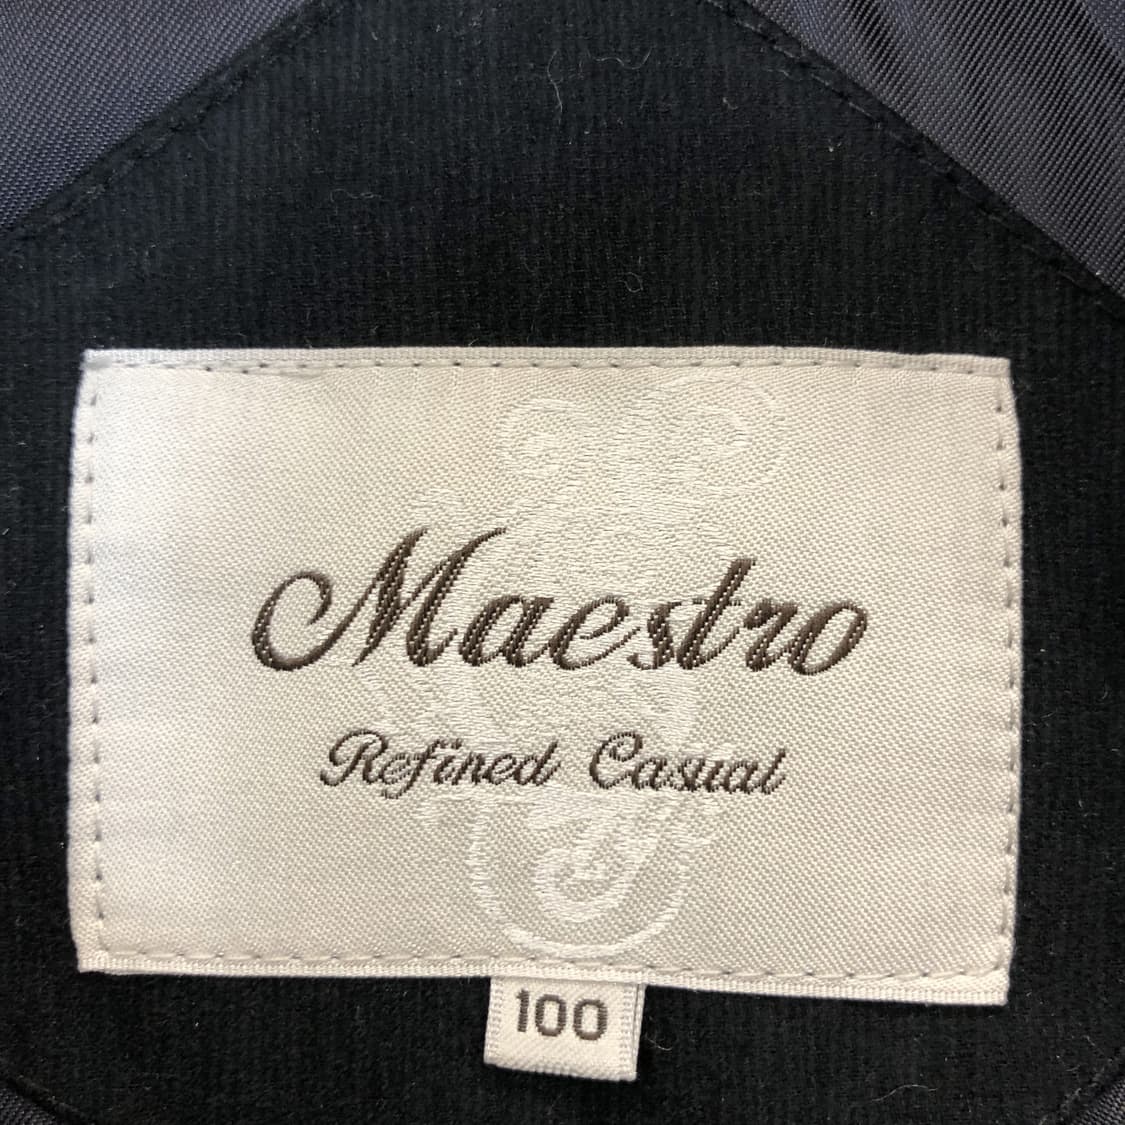 Maestro
Refined Casual
100